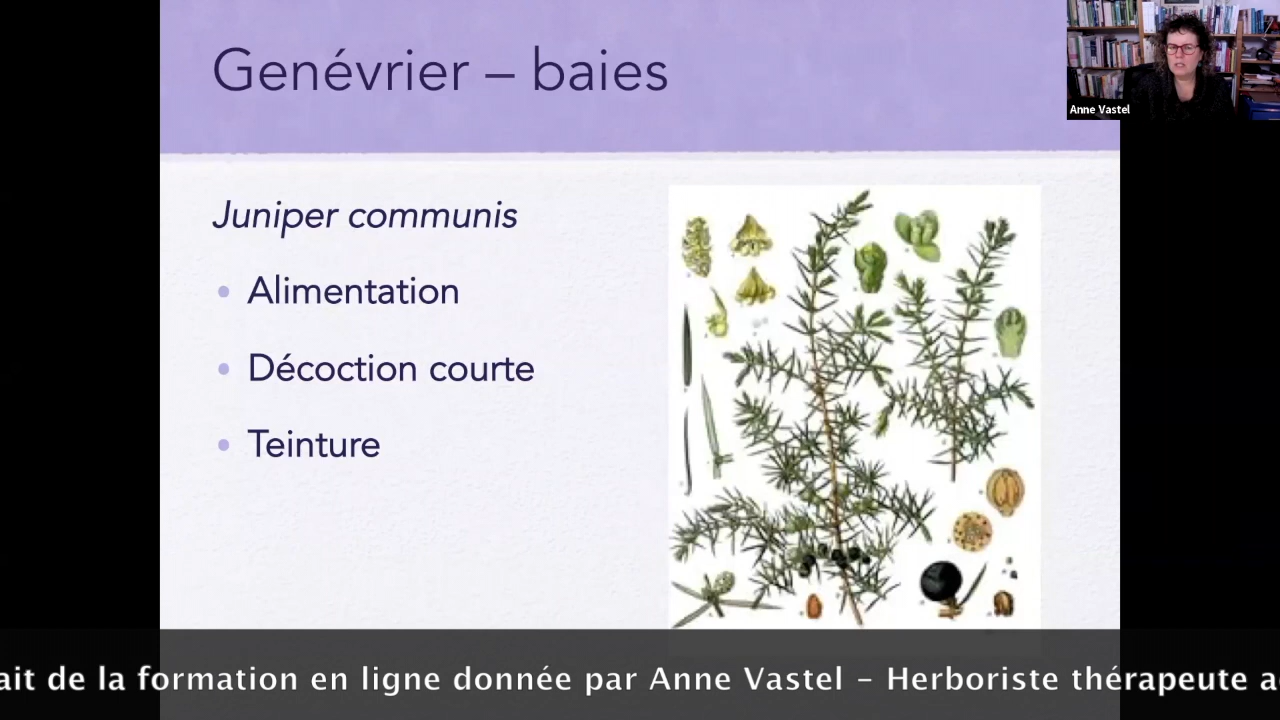 Genévrier – baies
Anne Vastel
Juniper communis
• Alimentation
• Décoction courte
• Teinture
ait de la formation en ligne donnée par Anne Vastel – Herboriste thérapeute a